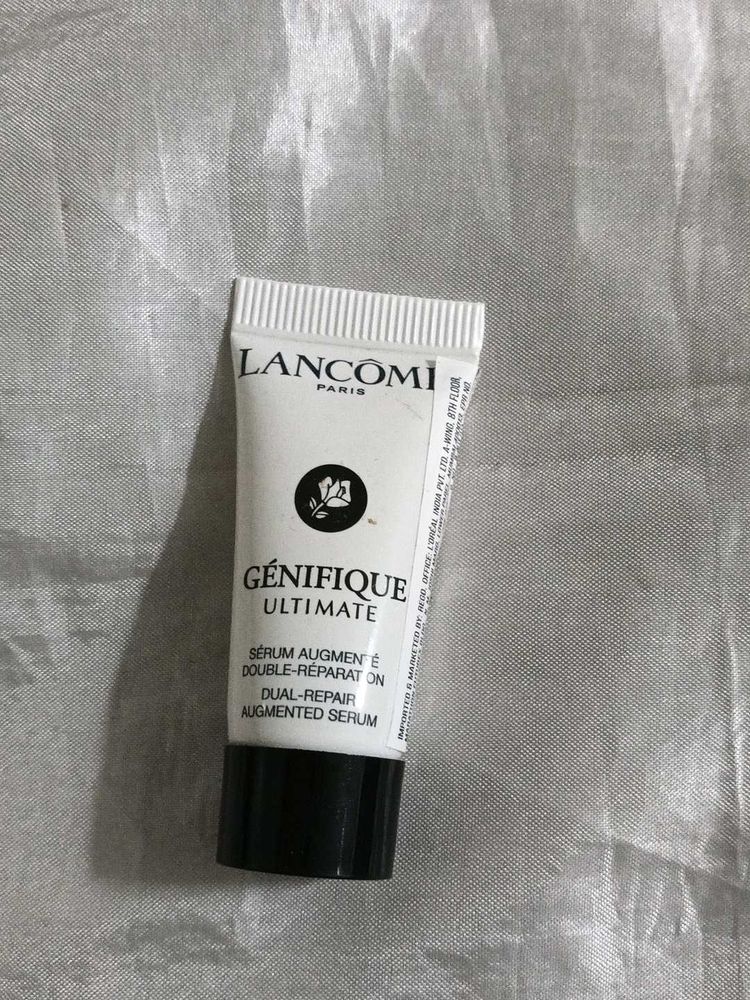 LANCÔM
PARIS
GÉNIFIQUE
ULTIMATE
SÉRUM AUGMENTÉ
DOUBLE-RÉPARATION
DUAL-REPAIR
AUGMENTED SERUM
IMPORTED & MARKETED BY: REGD. OFFICE: L'ORÉAL INDIA PVT. LTD. A-WING, 8TH FLOOR,